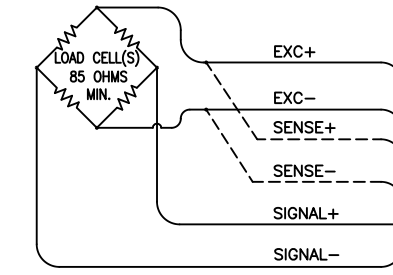 LOAD CELL(S)
85 OHMS
MIN.
EXC+
EXC−
SENSE+
SENSE−
SIGNAL+
SIGNAL−